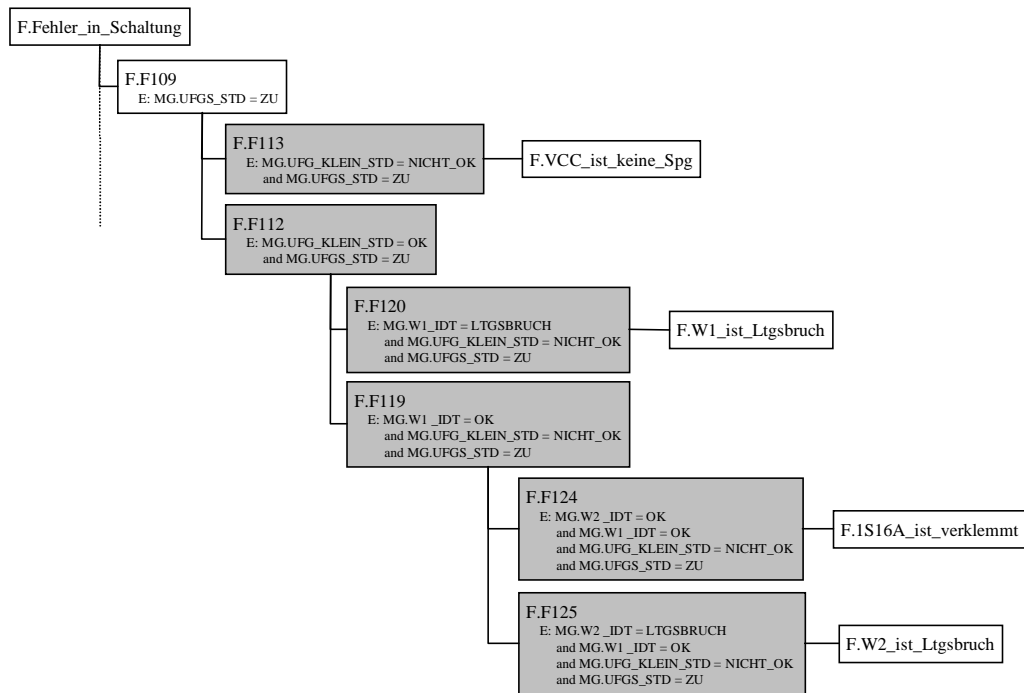 F.Fehler_in_Schaltung
F.F109
E: MG.UFGS_STD = ZU
F.F113
E: MG.UFG_KLEIN_STD = NICHT_OK
and MG.UFGS_STD = ZU
F.VCC_ist_keine_Spg
F.F112
E: MG.UFG_KLEIN_STD = OK
and MG.UFGS_STD = ZU
F.F120
E: MG.W1_IDT = LTGSBRUCH
and MG.UFG_KLEIN_STD = NICHT_OK
and MG.UFGS_STD = ZU
F.W1_ist_Ltgsbruch
F.F119
E: MG.W1 _IDT = OK
and MG.UFG_KLEIN_STD = NICHT_OK
and MG.UFGS_STD = ZU
F.F124
E: MG.W2 _IDT = OK
and MG.W1 _IDT = OK
and MG.UFG_KLEIN_STD = NICHT_OK
and MG.UFGS_STD = ZU
F.1S16A_ist_verklemmt
F.F125
E: MG.W2 _IDT = LTGSBRUCH
and MG.W1 _IDT = OK
and MG.UFG_KLEIN_STD = NICHT_OK
and MG.UFGS_STD = ZU
F.W2_ist_Ltgsbruch